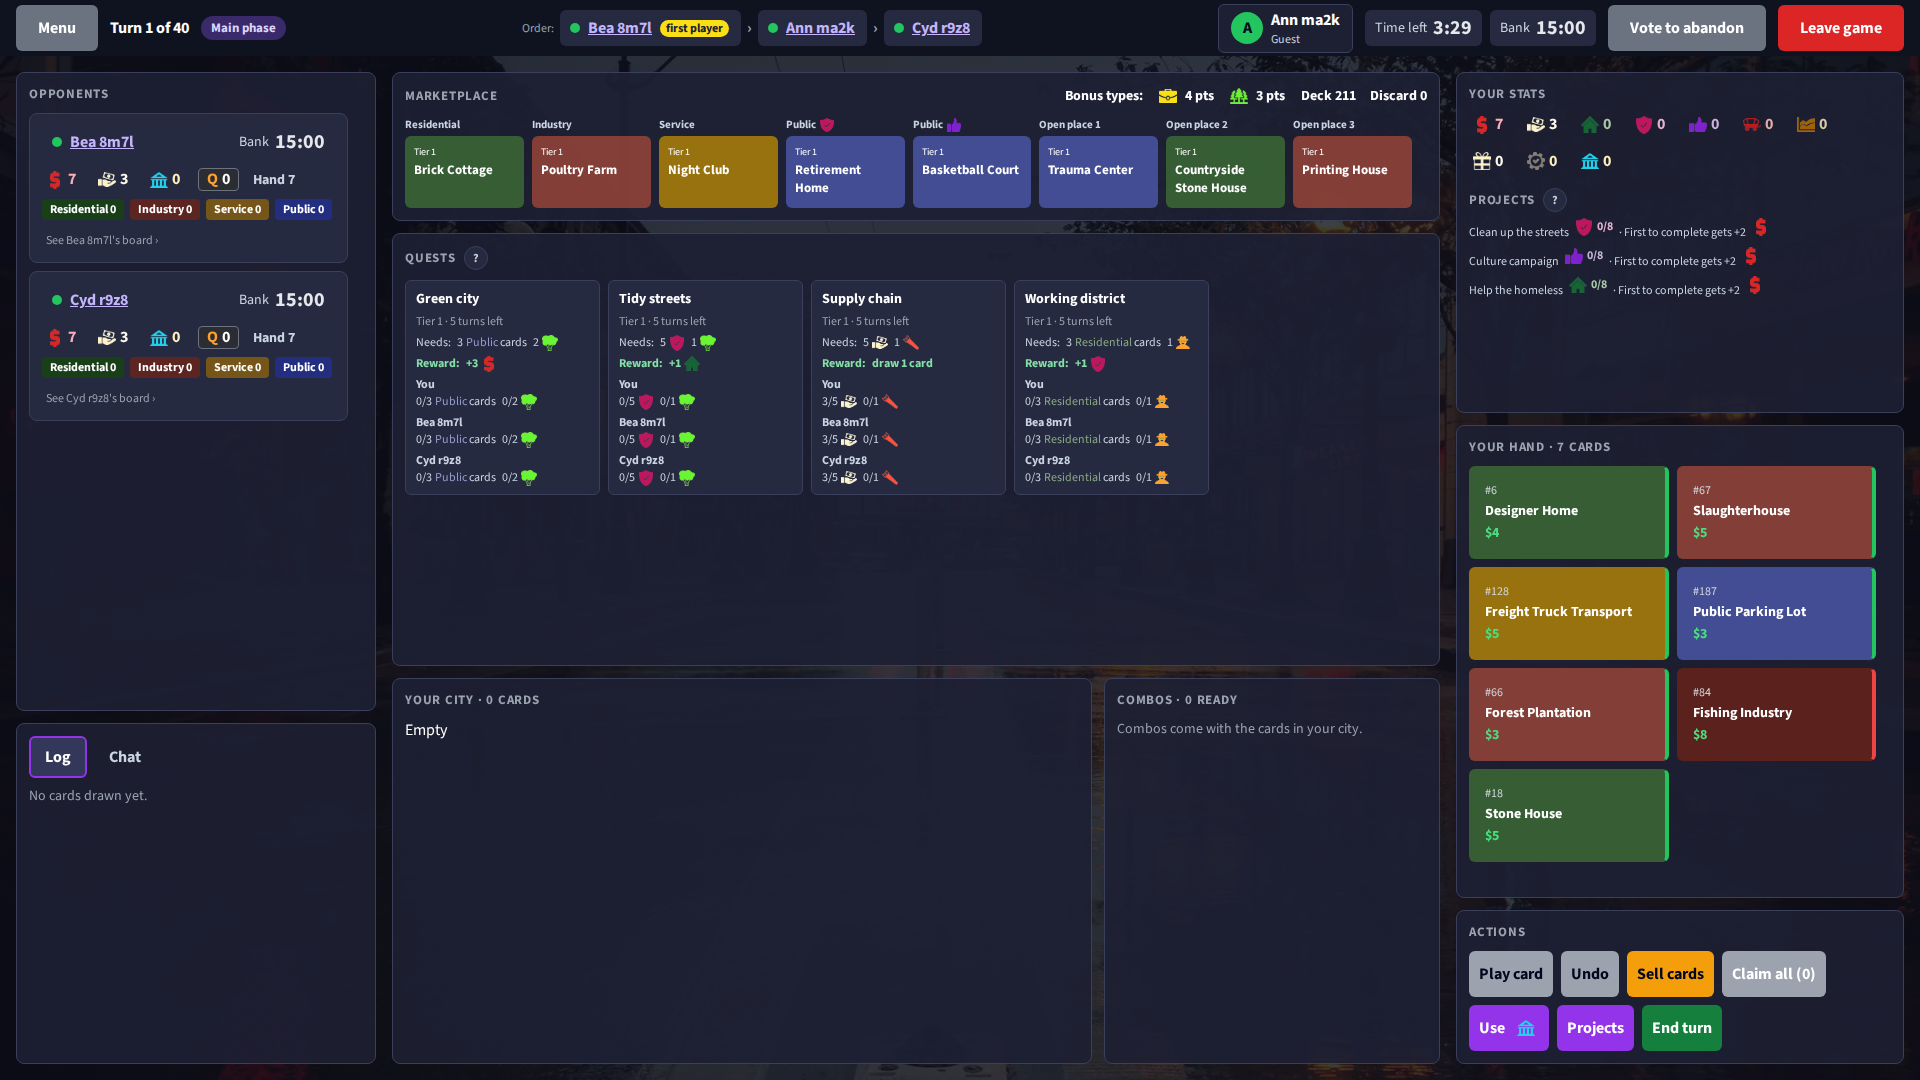 Menu
Turn 1 of 40
Main phase
Order:
Bea 8m7l first player › Ann ma2k › Cyd r9z8
A
Ann ma2k
Guest
Time left 3:29
Bank 15:00
Vote to abandon
Leave game
OPPONENTS
Bea 8m7l
Bank 15:00
7 3 0 Q 0 Hand 7
Residential 0 Industry 0 Service 0 Public 0
See Bea 8m7l's board ›
Cyd r9z8
Bank 15:00
7 3 0 Q 0 Hand 7
Residential 0 Industry 0 Service 0 Public 0
See Cyd r9z8's board ›
Log
Chat
No cards drawn yet.
MARKETPLACE
Bonus types: 4 pts 3 pts Deck 211 Discard 0
Residential
Tier 1
Brick Cottage
Industry
Tier 1
Poultry Farm
Service
Tier 1
Night Club
Public
Tier 1
Retirement
Home
Public
Tier 1
Basketball Court
Open place 1
Tier 1
Trauma Center
Open place 2
Tier 1
Countryside
Stone House
Open place 3
Tier 1
Printing House
QUESTS ?
Green city
Tier 1 · 5 turns left
Needs: 3 Public cards 2
Reward: +3 $
You
0/3 Public cards 0/2
Bea 8m7l
0/3 Public cards 0/2
Cyd r9z8
0/3 Public cards 0/2
Tidy streets
Tier 1 · 5 turns left
Needs: 5 1
Reward: +1
You
0/5 0/1
Bea 8m7l
0/5 0/1
Cyd r9z8
0/5 0/1
Supply chain
Tier 1 · 5 turns left
Needs: 5 1
Reward: draw 1 card
You
3/5 0/1
Bea 8m7l
3/5 0/1
Cyd r9z8
3/5 0/1
Working district
Tier 1 · 5 turns left
Needs: 3 Residential cards 1
Reward: +1
You
0/3 Residential cards 0/1
Bea 8m7l
0/3 Residential cards 0/1
Cyd r9z8
0/3 Residential cards 0/1
YOUR CITY · 0 CARDS
Empty
COMBOS · 0 READY
Combos come with the cards in your city.
YOUR STATS
$ 7 3 0 0 0 0 0
0 0 0
PROJECTS ?
Clean up the streets 0/8 · First to complete gets +2 $
Culture campaign 0/8 · First to complete gets +2 $
Help the homeless 0/8 · First to complete gets +2 $
YOUR HAND · 7 CARDS
#6
Designer Home
$4
#67
Slaughterhouse
$5
#128
Freight Truck Transport
$5
#187
Public Parking Lot
$3
#66
Forest Plantation
$3
#84
Fishing Industry
$8
#18
Stone House
$5
ACTIONS
Play card
Undo
Sell cards
Claim all (0)
Use
Projects
End turn